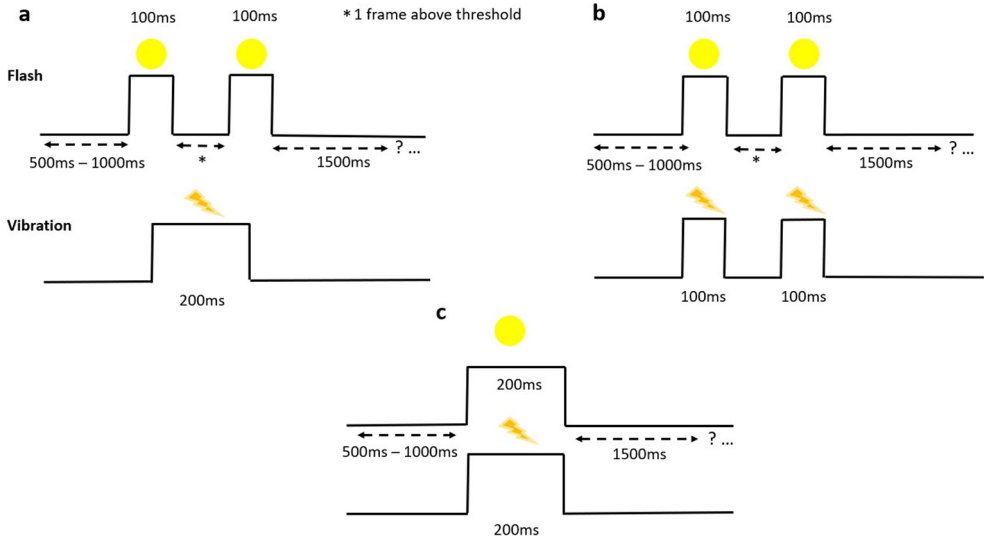 a
100ms
100ms
* 1 frame above threshold
Flash
500ms – 1000ms
*
1500ms
? ...
Vibration
200ms
b
100ms
100ms
500ms – 1000ms
*
1500ms
? ...
100ms
100ms
c
200ms
500ms – 1000ms
1500ms
? ...
200ms